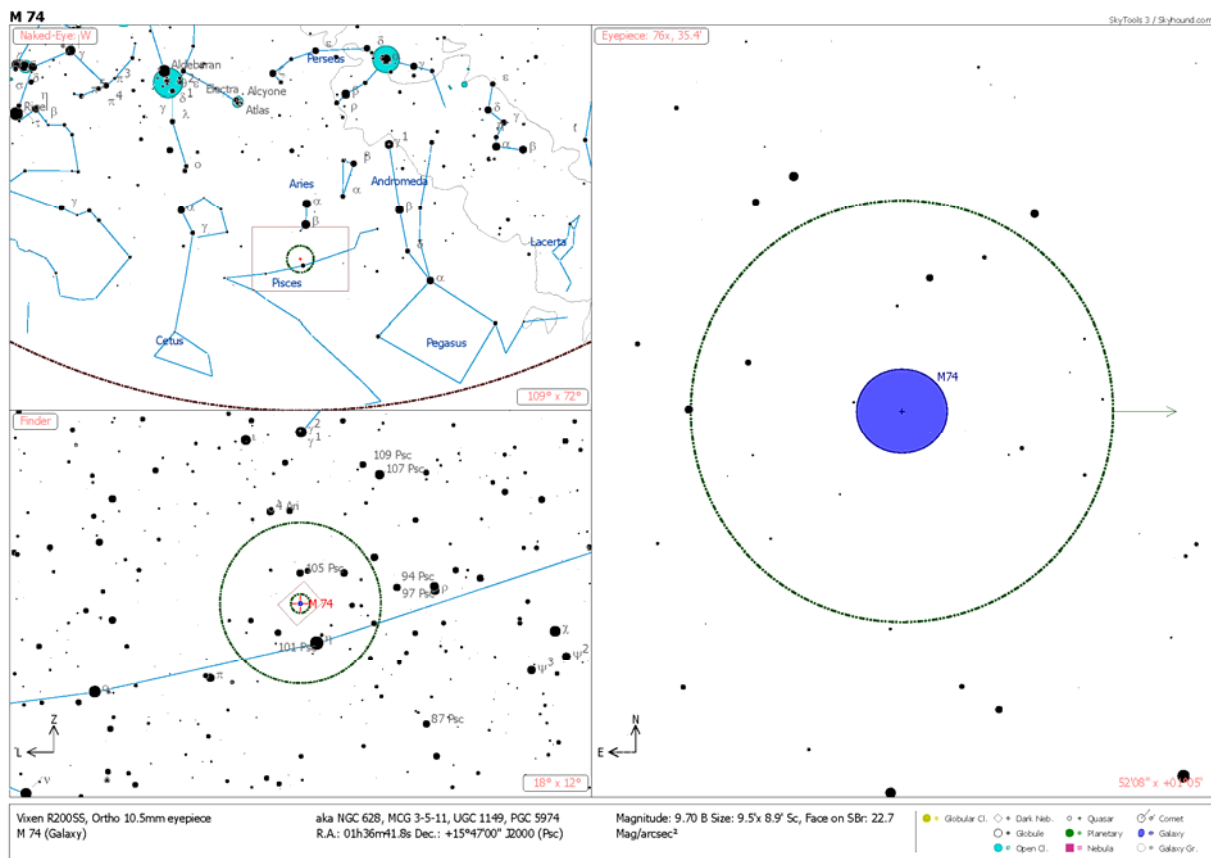 M 74
SkyTools 3 / Skyhound.com
Naked-Eye: W
Perseus
Aldebaran
Electra
Alcyone
Atlas
Rigel
Aries
Andromeda
Lacerta
Pisces
Cetus
Pegasus
109° x 72°
Finder
109 Psc
107 Psc
4 Ari
105 Psc
94 Psc
97 Psc
M 74
101 Psc
87 Psc
Z
18° x 12°
Eyepiece: 76x, 35.4'
M74
N
E
52'08" x +01°05'
Vixen R200SS, Ortho 10.5mm eyepiece
M 74 (Galaxy)
aka NGC 628, MCG 3-5-11, UGC 1149, PGC 5974
R.A.: 01h36m41.8s Dec.: +15°47'00" J2000 (Psc)
Magnitude: 9.70 B Size: 9.5'x 8.9' Sc, Face on SBr: 22.7
Mag/arcsec²
Globular Cl.
Dark Neb.
Quasar
Comet
Globule
Planetary
Galaxy
Open Cl.
Nebula
Galaxy Gr.